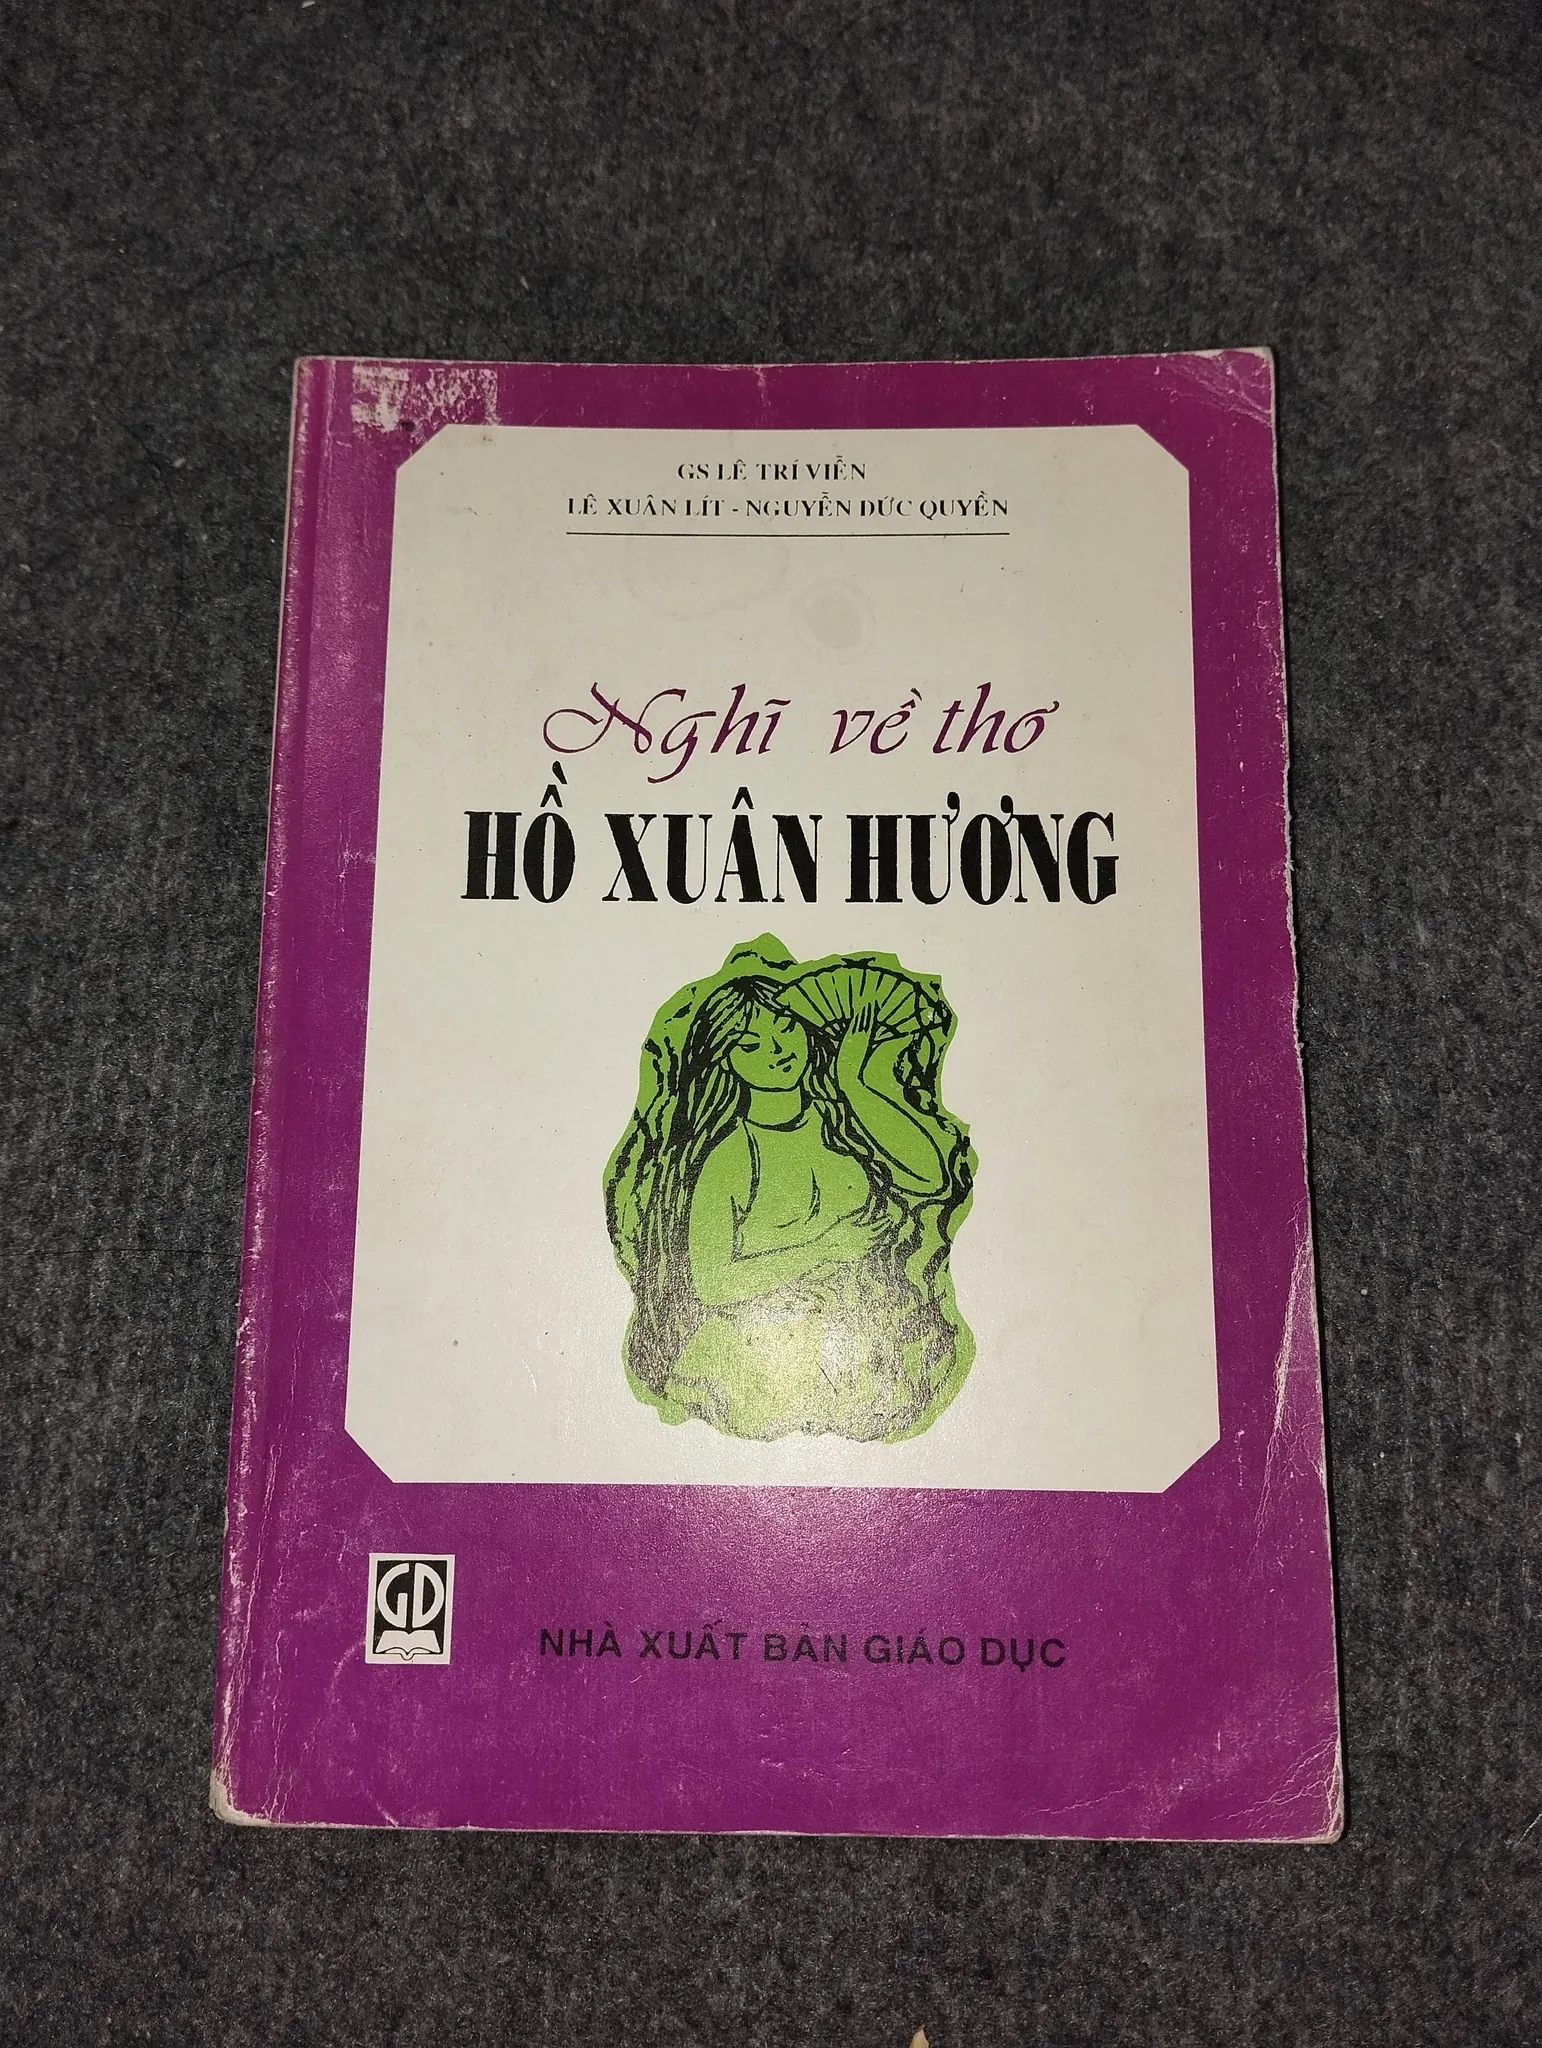 GS LÊ TRÍ VIỄN
LÊ XUÂN LÍT - NGUYỄN ĐỨC QUYỀN
Nghĩ về thơ
HỒ XUÂN HƯƠNG
GD
NHÀ XUẤT BẢN GIÁO DỤC